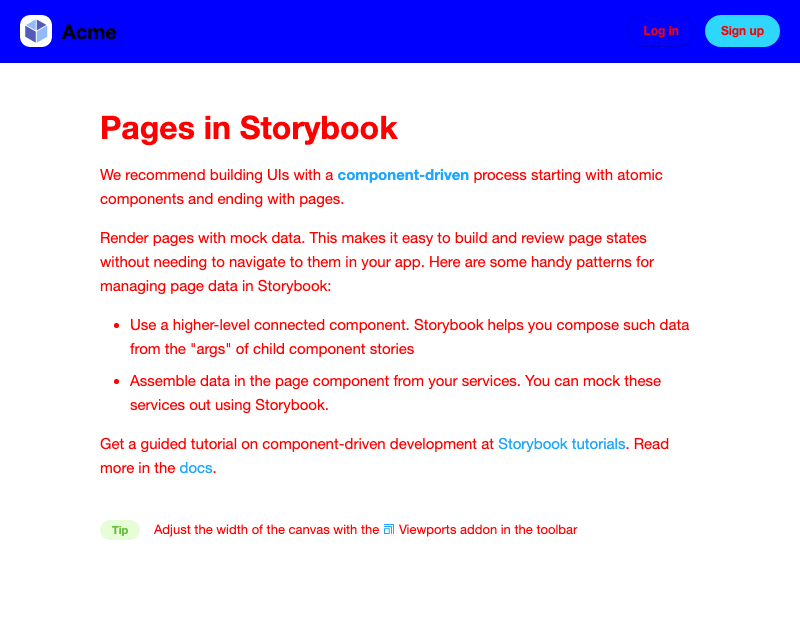 Acme
Log in
Sign up
Pages in Storybook
We recommend building UIs with a component-driven process starting with atomic
components and ending with pages.
Render pages with mock data. This makes it easy to build and review page states
without needing to navigate to them in your app. Here are some handy patterns for
managing page data in Storybook:
Use a higher-level connected component. Storybook helps you compose such data
from the "args" of child component stories
Assemble data in the page component from your services. You can mock these
services out using Storybook.
Get a guided tutorial on component-driven development at Storybook tutorials. Read
more in the docs.
Tip
Adjust the width of the canvas with the Viewports addon in the toolbar